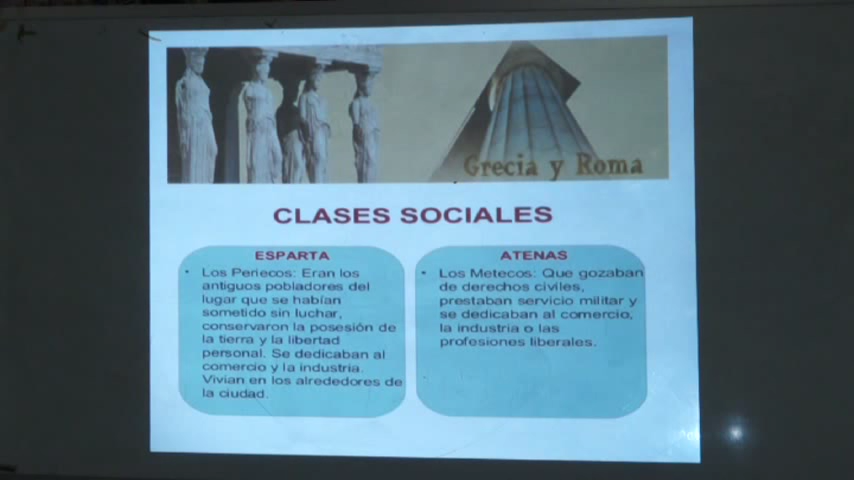 Grecia y Roma
CLASES SOCIALES
ESPARTA
• Los Periecos: Eran los
antiguos pobladores del
lugar que se habían
sometido sin luchar,
conservaron la posesión de
la tierra y la libertad
personal. Se dedicaban al
comercio y la industria.
Vivian en los alrededores de
la ciudad.
ATENAS
• Los Metecos: Que gozaban
de derechos civiles,
prestaban servicio militar y
se dedicaban al comercio,
la industria o las
profesiones liberales.